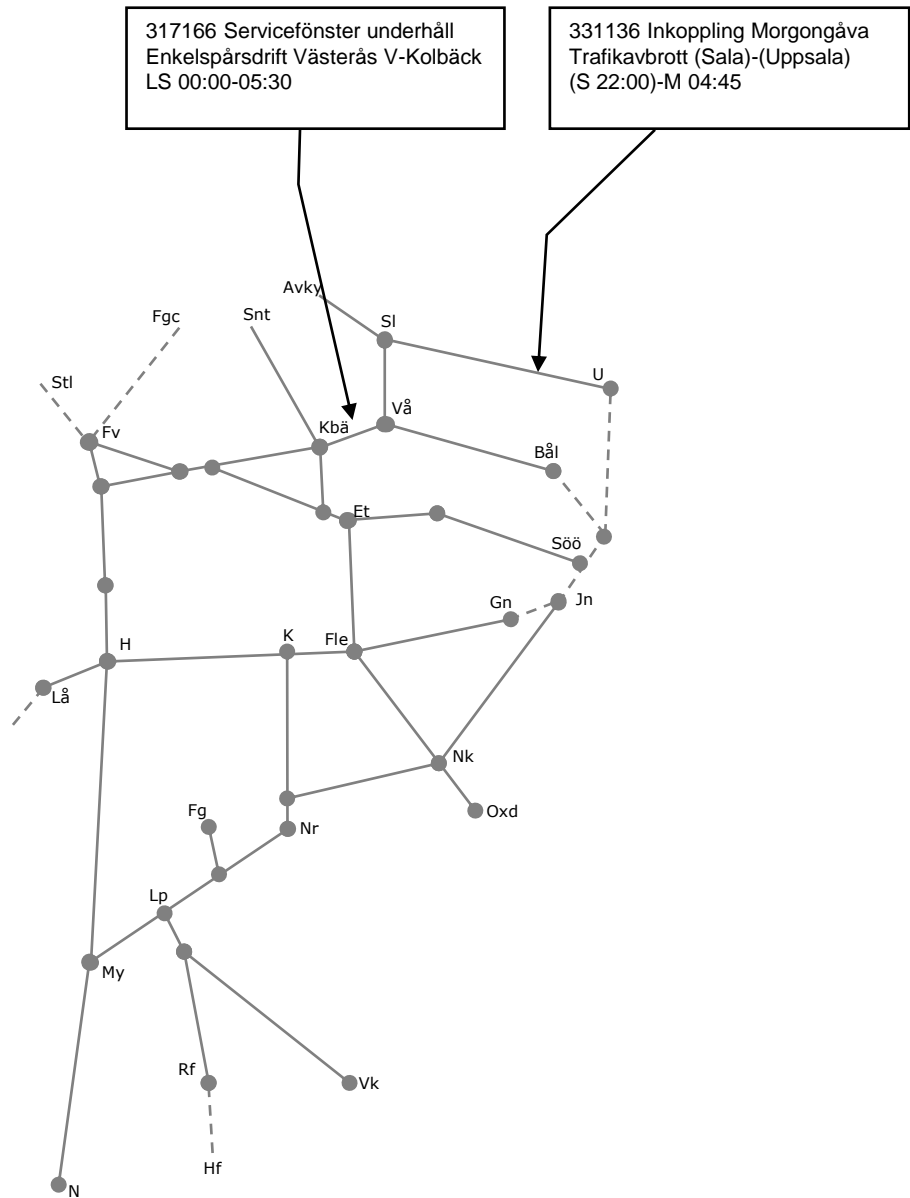 317166 Servicefönster underhåll
Enkelspårsdrift Västerås V-Kolbäck
LS 00:00-05:30
331136 Inkoppling Morgongåva
Trafikavbrott (Sala)-(Uppsala)
(S 22:00)-M 04:45
Avky
Fgc
Snt
Sl
Stl
U
Vå
Fv
Kbä
Bål
Et
Söö
Gn
Jn
H
K
Fle
Lå
Nk
Fg
Oxd
Nr
Lp
My
Rf
Vk
Hf
N